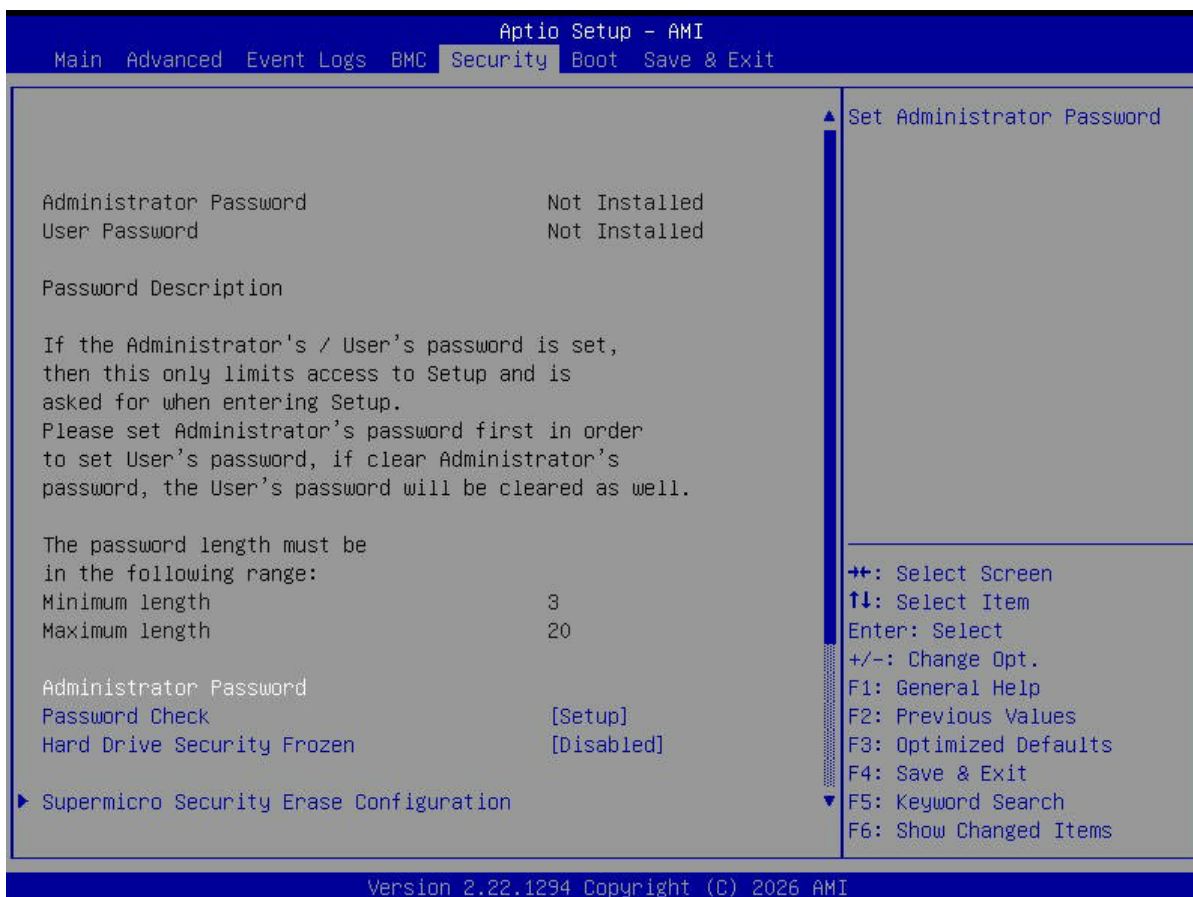 Aptio Setup – AMI
Main Advanced Event Logs BMC Security Boot Save & Exit
Set Administrator Password
Administrator Password Not Installed
User Password Not Installed
Password Description
If the Administrator's / User's password is set,
then this only limits access to Setup and is
asked for when entering Setup.
Please set Administrator's password first in order
to set User's password, if clear Administrator's
password, the User's password will be cleared as well.
The password length must be
in the following range:
Minimum length 3
Maximum length 20
Administrator Password
Password Check [Setup]
Hard Drive Security Frozen [Disabled]
Supermicro Security Erase Configuration
→←: Select Screen
↑↓: Select Item
Enter: Select
+/-: Change Opt.
F1: General Help
F2: Previous Values
F3: Optimized Defaults
F4: Save & Exit
F5: Keyword Search
F6: Show Changed Items
Version 2.22.1294 Copyright (C) 2026 AMI